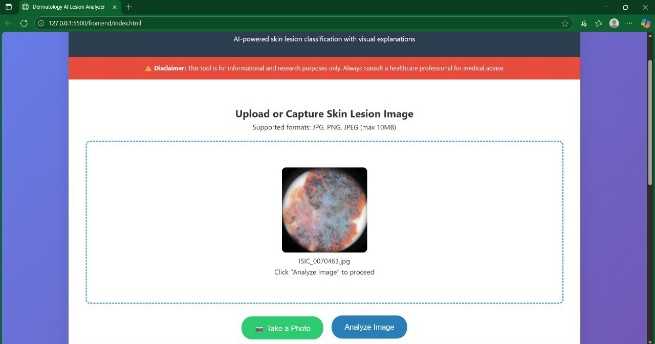 Dermatology AI Lesion Analyzer
127.0.0.1:5500/frontend/index.html
AI-powered skin lesion classification with visual explanations
⚠ Disclaimer: This tool is for informational and research purposes only. Always consult a healthcare professional for medical advice.
Upload or Capture Skin Lesion Image
Supported formats: JPG, PNG, JPEG (max 10MB)
ISIC_0070463.jpg
Click "Analyze Image" to proceed
Take a Photo
Analyze Image